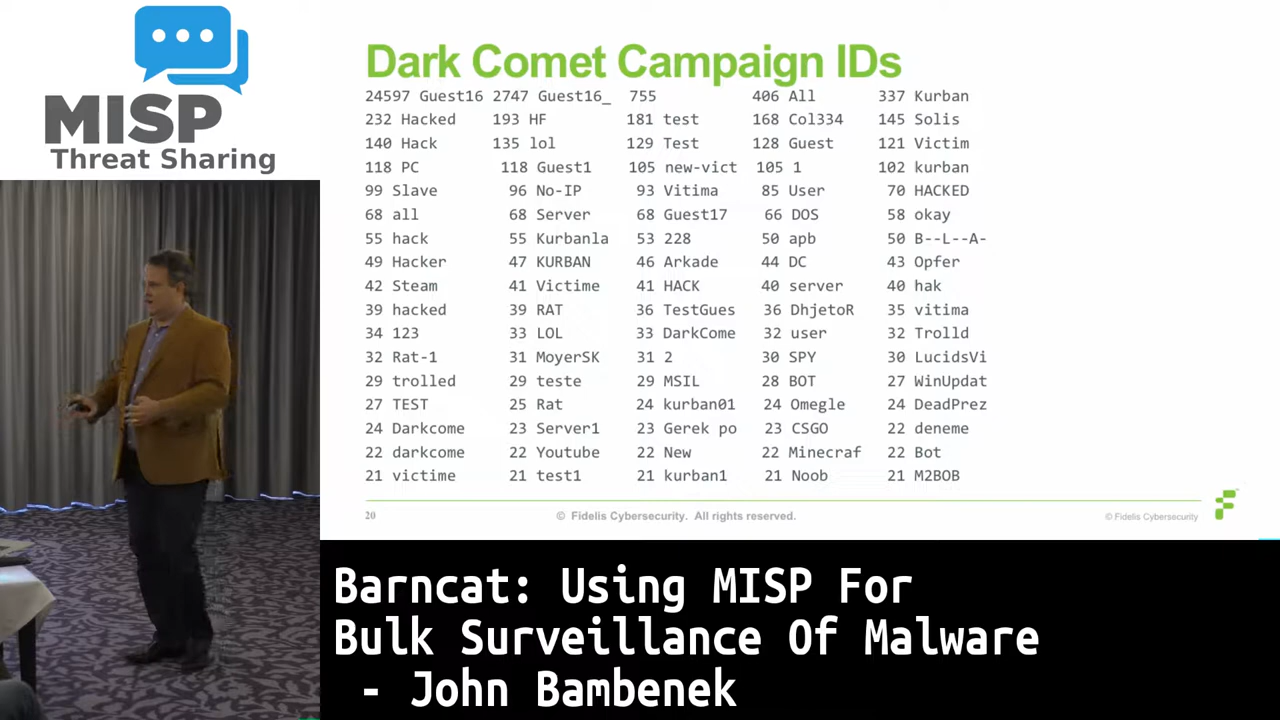 MISP
Threat Sharing
Dark Comet Campaign IDs
24597 Guest16 2747 Guest16_ 755 406 All 337 Kurban
232 Hacked 193 HF 181 test 168 Col334 145 Solis
140 Hack 135 lol 129 Test 128 Guest 121 Victim
118 PC 118 Guest1 105 new-vict 105 1 102 kurban
99 Slave 96 No-IP 93 Vitima 85 User 70 HACKED
68 all 68 Server 68 Guest17 66 DOS 58 okay
55 hack 55 Kurbanla 53 228 50 apb 50 B--L--A-
49 Hacker 47 KURBAN 46 Arkade 44 DC 43 Opfer
42 Steam 41 Victime 41 HACK 40 server 40 hak
39 hacked 39 RAT 36 TestGues 36 DhjetoR 35 vitima
34 123 33 LOL 33 DarkCome 32 user 32 Trolld
32 Rat-1 31 MoyerSK 31 2 30 SPY 30 LucidsVi
29 trolled 29 teste 29 MSIL 28 BOT 27 WinUpdat
27 TEST 25 Rat 24 kurban01 24 Omegle 24 DeadPrez
24 Darkcome 23 Server1 23 Gerek po 23 CSGO 22 deneme
22 darkcome 22 Youtube 22 New 22 Minecraf 22 Bot
21 victime 21 test1 21 kurban1 21 Noob 21 M2BOB
20 © Fidelis Cybersecurity. All rights reserved. © Fidelis Cybersecurity
Barncat: Using MISP For
Bulk Surveillance Of Malware
- John Bambenek